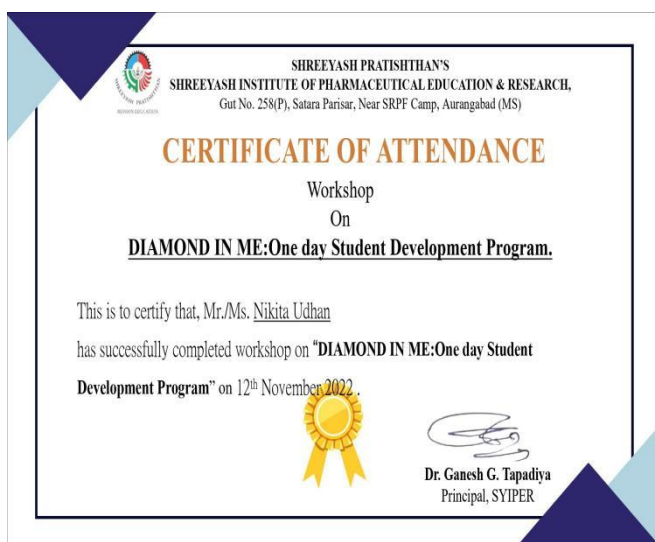 SHREEYASH PRATISHTHAN'S
SHREEYASH INSTITUTE OF PHARMACEUTICAL EDUCATION & RESEARCH,
Gut No. 258(P), Satara Parisar, Near SRPF Camp, Aurangabad (MS)
CERTIFICATE OF ATTENDANCE
Workshop
On
DIAMOND IN ME:One day Student Development Program.
This is to certify that, Mr./Ms. Nikita Udhan
has successfully completed workshop on "DIAMOND IN ME:One day Student
Development Program" on 12th November 2022 .
Dr. Ganesh G. Tapadiya
Principal, SYIPER